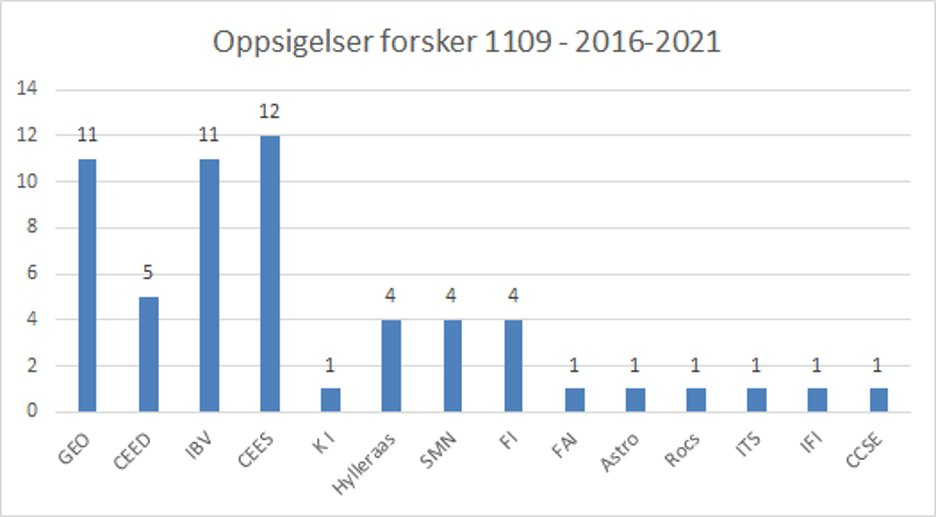 Oppsigelser forsker 1109 - 2016-2021
14
12
10
8
6
4
2
0
11
5
11
12
1
4
4
4
1
1
1
1
1
1
GEO
CEED
IBV
CEES
K I
Hylleraas
SMN
FI
FAI
Astro
Rocs
ITS
IFI
CCSE